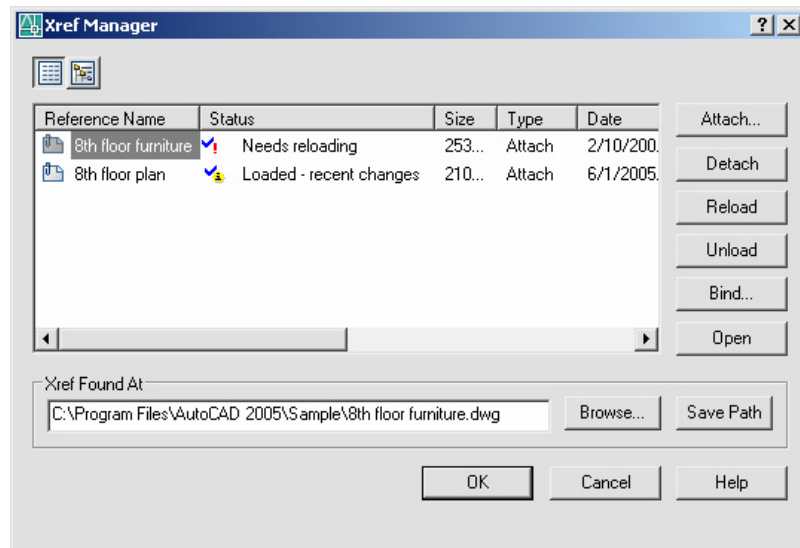 Xref Manager
Reference Name Status Size Type Date
8th floor furniture Needs reloading 253... Attach 2/10/200.
8th floor plan Loaded - recent changes 210... Attach 6/1/2005.
Attach...
Detach
Reload
Unload
Bind...
Open
Xref Found At
C:\Program Files\AutoCAD 2005\Sample\8th floor furniture.dwg Browse... Save Path
OK Cancel Help